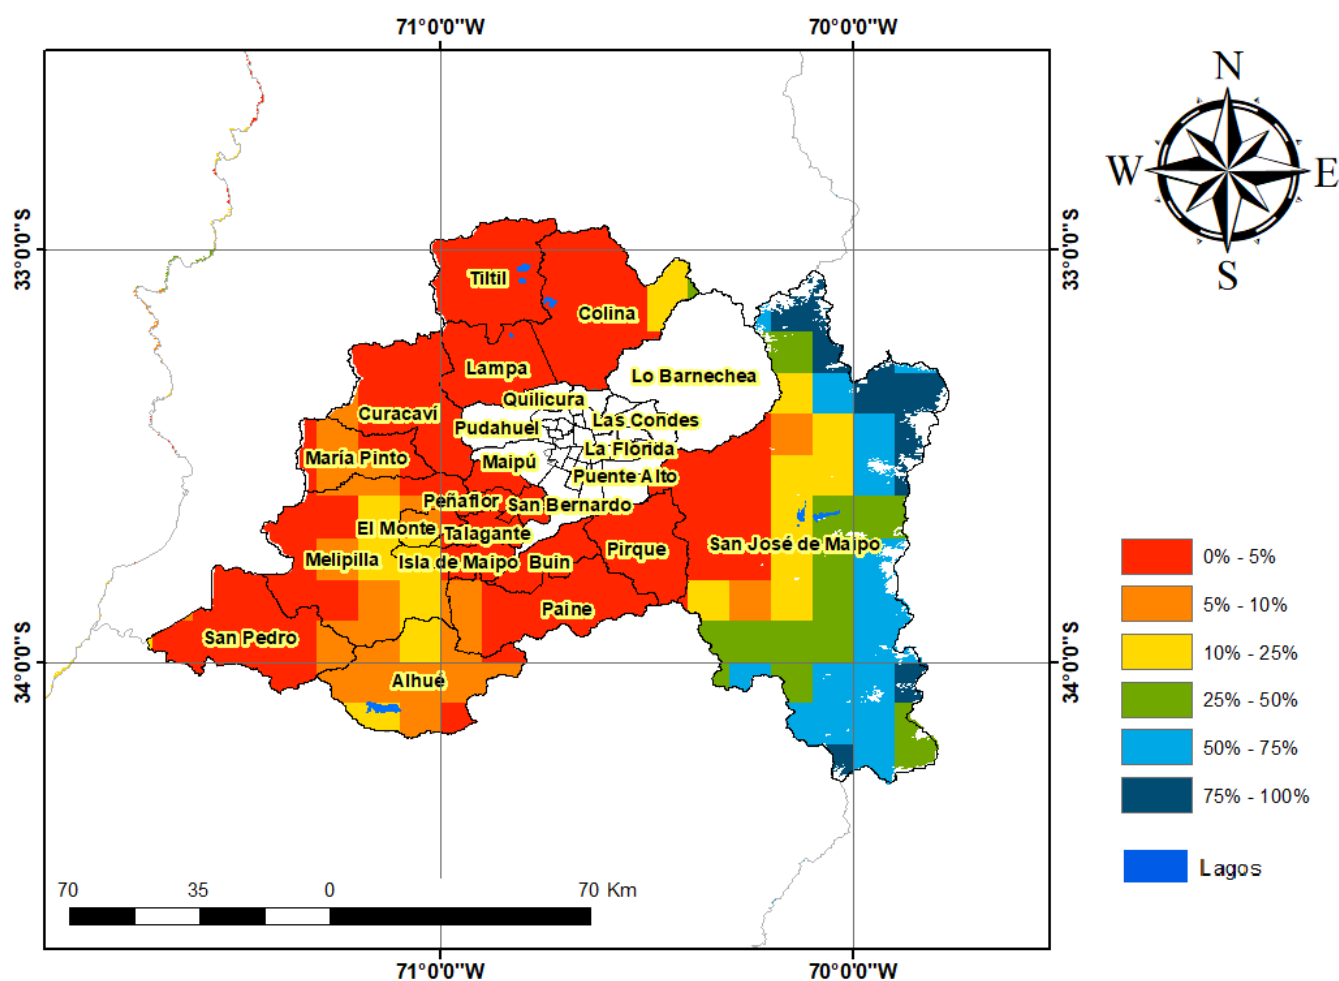 71°0'0"W 70°0'0"W
N
W E
S
33°0'0"S 33°0'0"S
Tiltil
Colina
Lampa
Lo Barnechea
Quilicura
Curacaví
Pudahuel
Las Condes
María Pinto
Maipú
La Florida
Puente Alto
Peñaflor
San Bernardo
El Monte
Talagante
Melipilla
Isla de Maipo
Buin
Pirque
San José de Maipo
Paine
San Pedro
Alhué
34°0'0"S 34°0'0"S
0% - 5%
5% - 10%
10% - 25%
25% - 50%
50% - 75%
75% - 100%
Lagos
70 35 0 70 Km
71°0'0"W 70°0'0"W